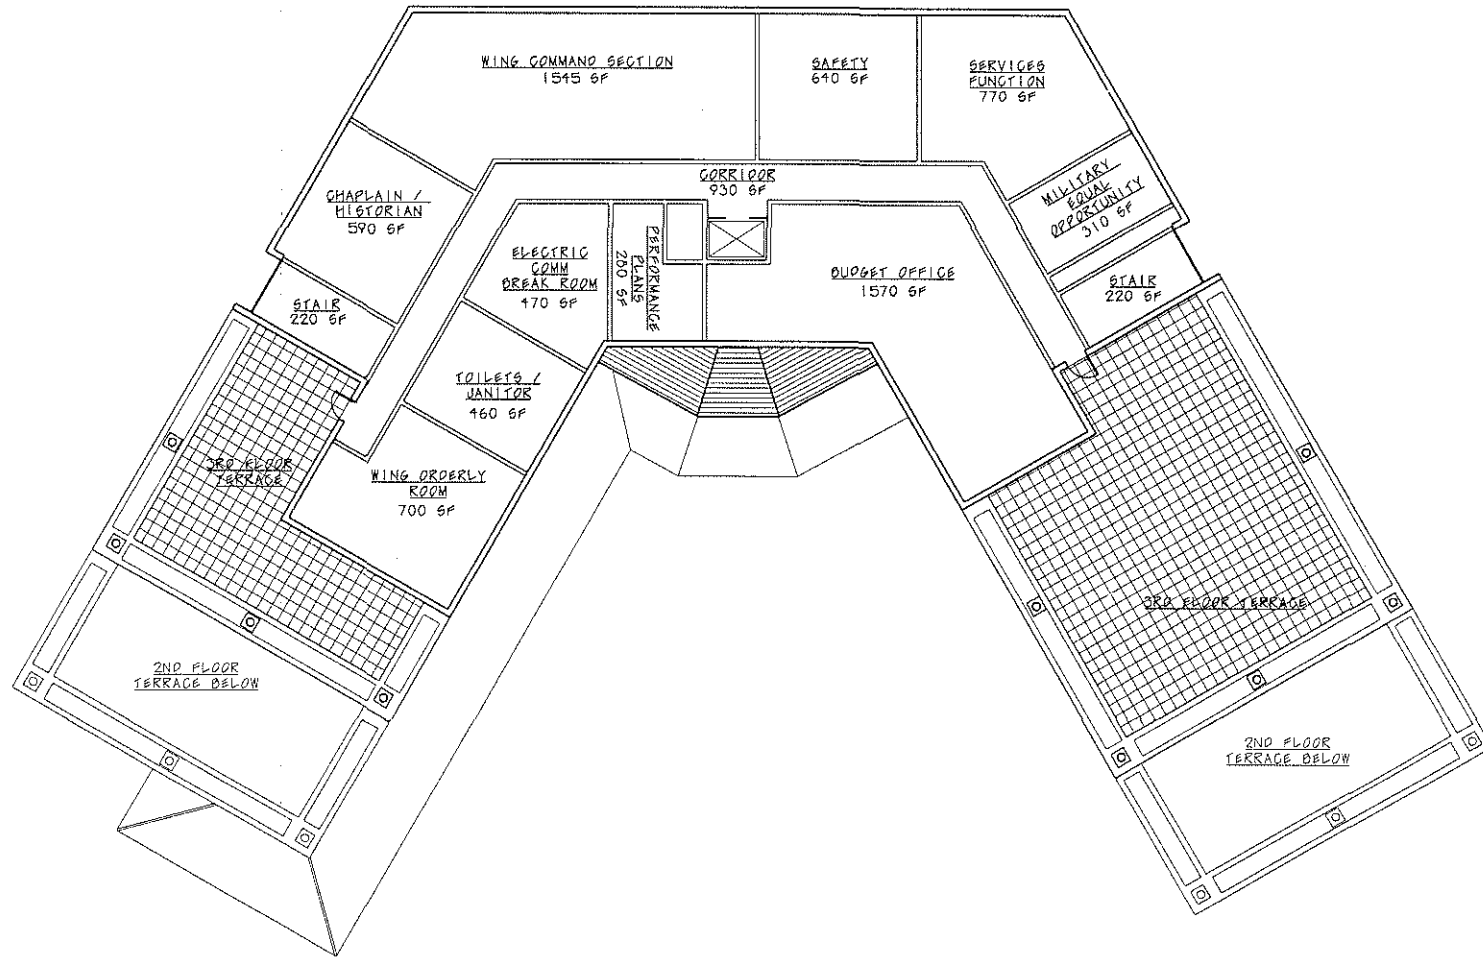 WING COMMAND SECTION
1545 SF
SAFETY
640 SF
SERVICES
FUNCTION
770 SF
CORRIDOR
930 SF
CHAPLAIN /
HISTORIAN
590 SF
MILITARY
EQUAL
OPPORTUNITY
310 SF
ELECTRIC
COMM
BREAK ROOM
470 SF
PERFORMANCE
PLANS
280 SF
BUDGET OFFICE
1570 SF
STAIR
220 SF
STAIR
220 SF
TOILETS /
JANITOR
460 SF
3RD FLOOR
TERRACE
WING ORDERLY
ROOM
700 SF
3RD FLOOR TERRACE
2ND FLOOR
TERRACE BELOW
2ND FLOOR
TERRACE BELOW